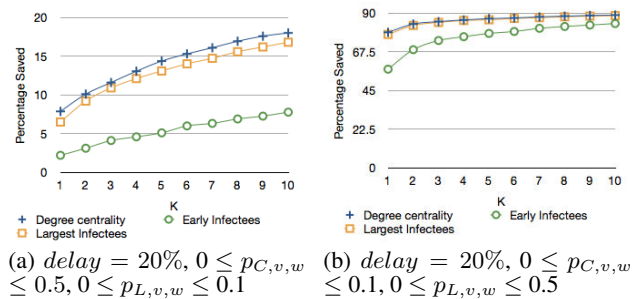 20
15
10
5
0
Percentage Saved
1 2 3 4 5 6 7 8 9 10
K
Degree centrality
Early Infectees
Largest Infectees
(a) delay = 20%, 0 ≤ p_{C,v,w}
≤ 0.5, 0 ≤ p_{L,v,w} ≤ 0.1
90
67.5
45
22.5
0
Percentage Saved
1 2 3 4 5 6 7 8 9 10
K
Degree centrality
Early Infectees
Largest Infectees
(b) delay = 20%, 0 ≤ p_{C,v,w}
≤ 0.1, 0 ≤ p_{L,v,w} ≤ 0.5